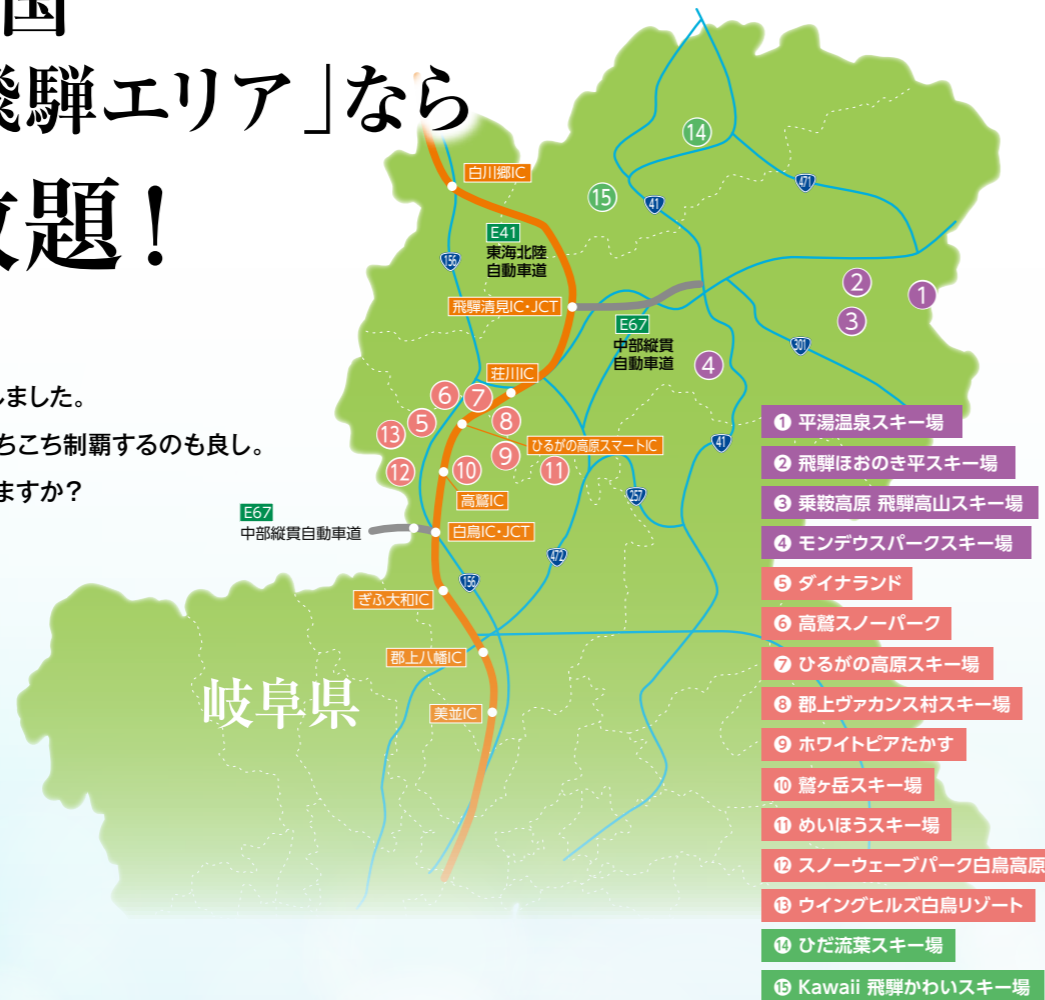 国
飛騨エリア」なら
放題！
しました。
ちこち制覇するのも良し。
ますか？
白川郷IC
E41
東海北陸
自動車道
156
飛騨清見IC・JCT
E67
中部縦貫
自動車道
荘川IC
ひるがの高原スマートIC
高鷲IC
E67
中部縦貫自動車道
白鳥IC・JCT
156
ぎふ大和IC
郡上八幡IC
美並IC
岐阜県
41
471
301
41
257
472
⑭
⑮
❷
❶
❸
❹
⑥
⑦
⑤
⑧
⑬
⑨
⑫
⑩
⑪
❶ 平湯温泉スキー場
❷ 飛騨ほおのき平スキー場
❸ 乗鞍高原 飛騨高山スキー場
❹ モンデウスパークスキー場
❺ ダイナランド
❻ 高鷲スノーパーク
❼ ひるがの高原スキー場
❽ 郡上ヴァカンス村スキー場
❾ ホワイトピアたかす
❿ 鷲ヶ岳スキー場
⓫ めいほうスキー場
⓬ スノーウェーブパーク白鳥高原
⓭ ウイングヒルズ白鳥リゾート
⓮ ひだ流葉スキー場
⓯ Kawaii 飛騨かわいスキー場